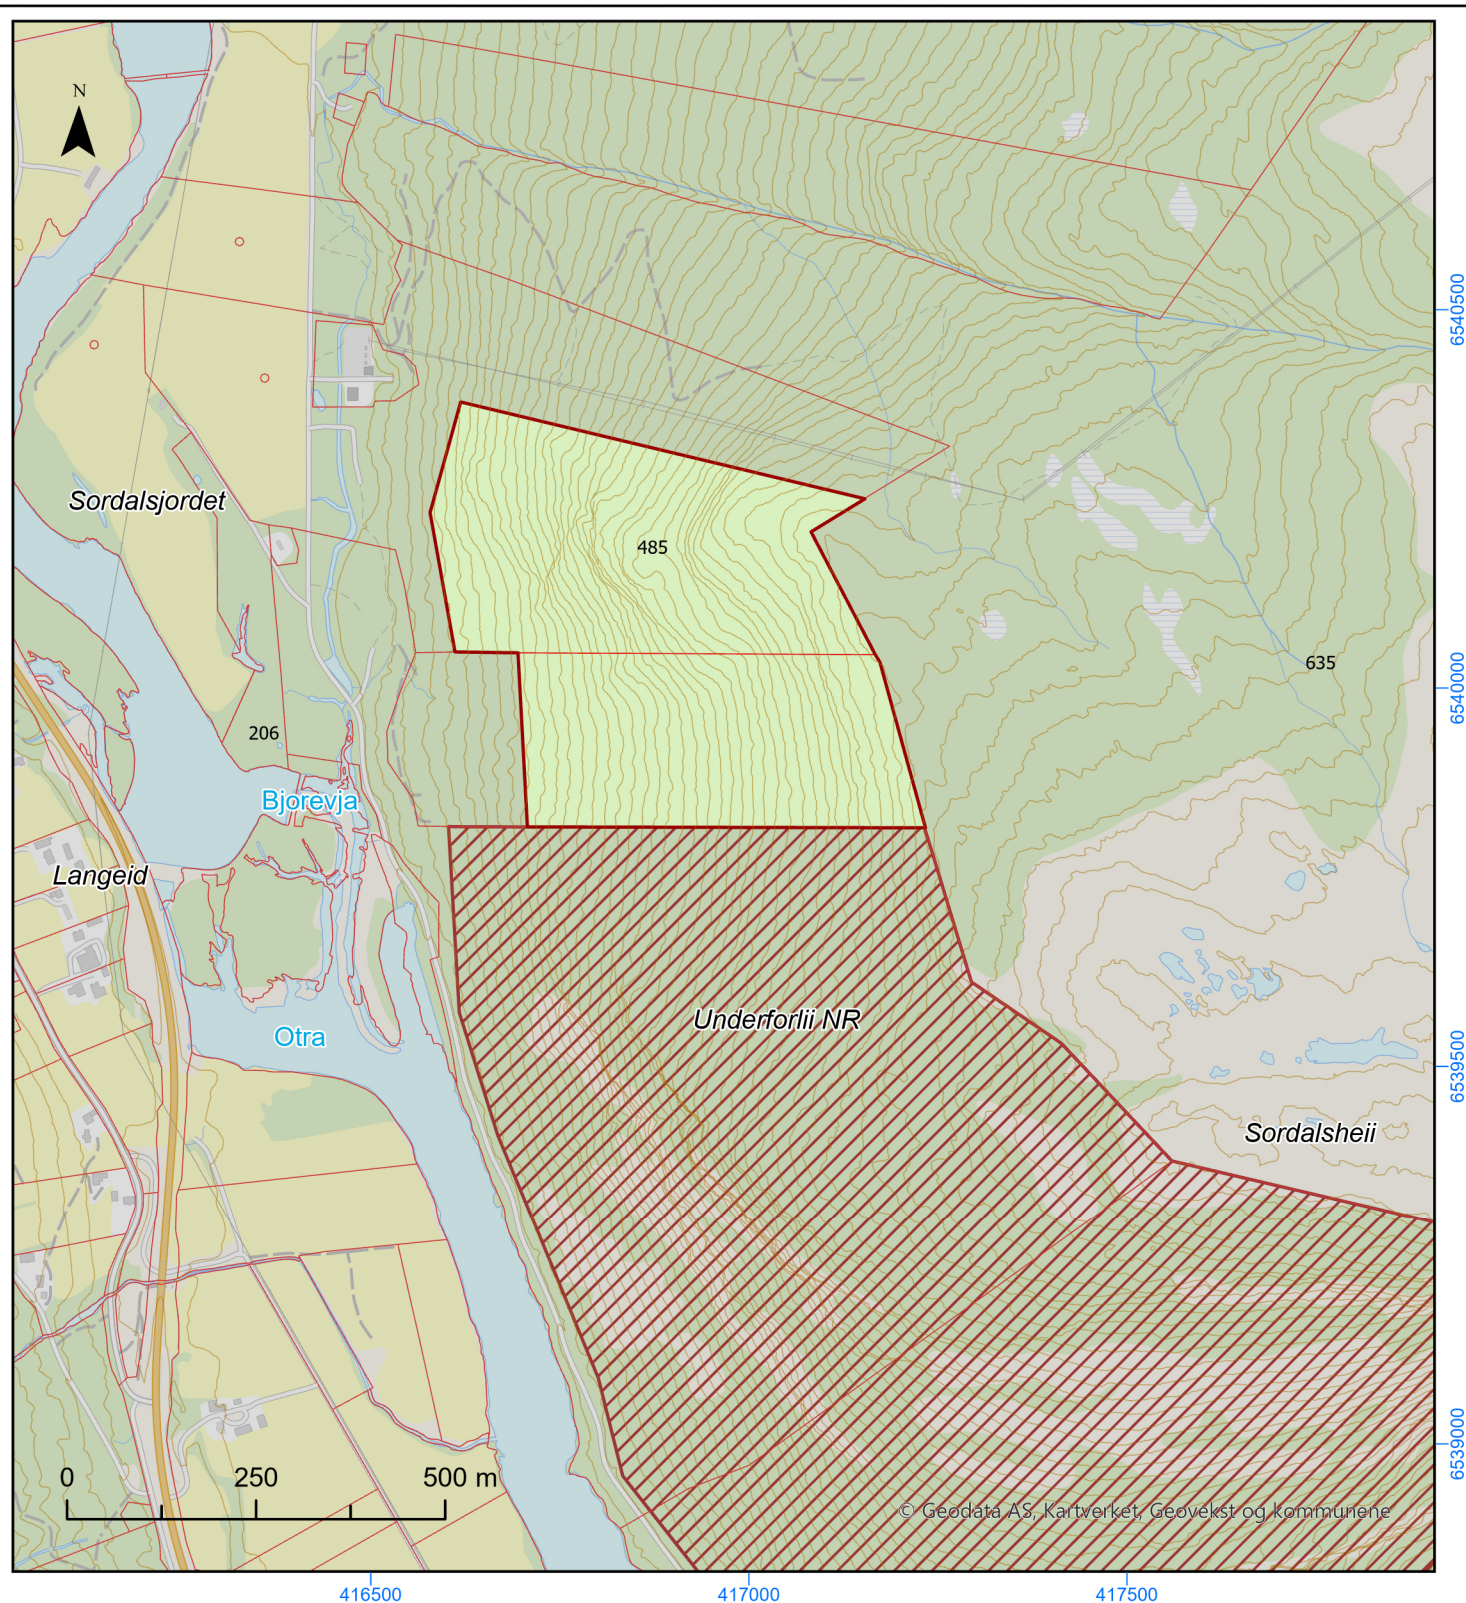 N
6540500
Sordalsjordet
485
635
6540000
206
Bjorevja
Langeid
Underforlii NR
Otra
6539500
Sordalsheii
6539000
0 250 500 m
© Geodata AS, Kartverket, Geovekst og kommunene
416500 417000 417500